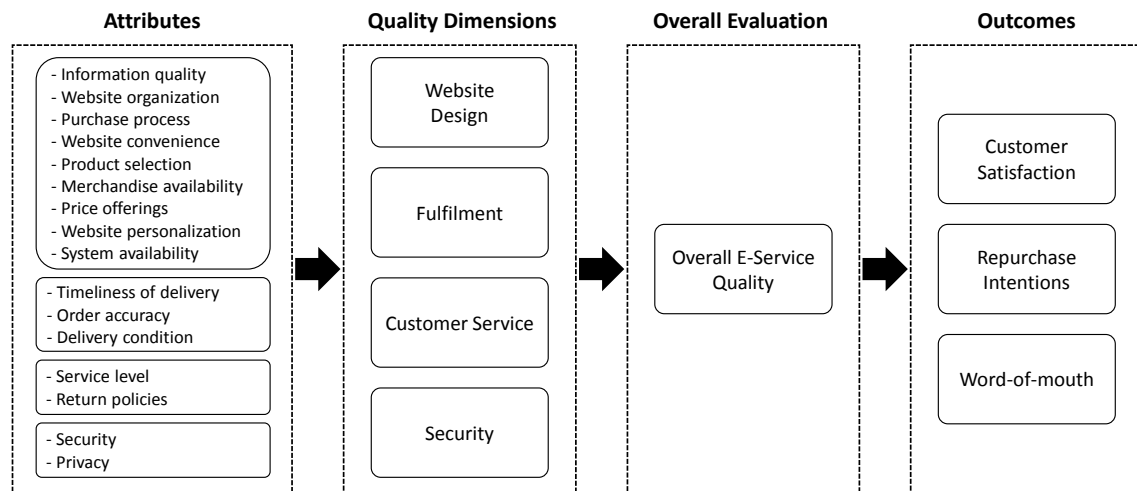 Attributes
Quality Dimensions
Overall Evaluation
Outcomes
- Information quality
- Website organization
- Purchase process
- Website convenience
- Product selection
- Merchandise availability
- Price offerings
- Website personalization
- System availability
- Timeliness of delivery
- Order accuracy
- Delivery condition
- Service level
- Return policies
- Security
- Privacy
Website
Design
Fulfilment
Customer Service
Security
Overall E-Service
Quality
Customer
Satisfaction
Repurchase
Intentions
Word-of-mouth